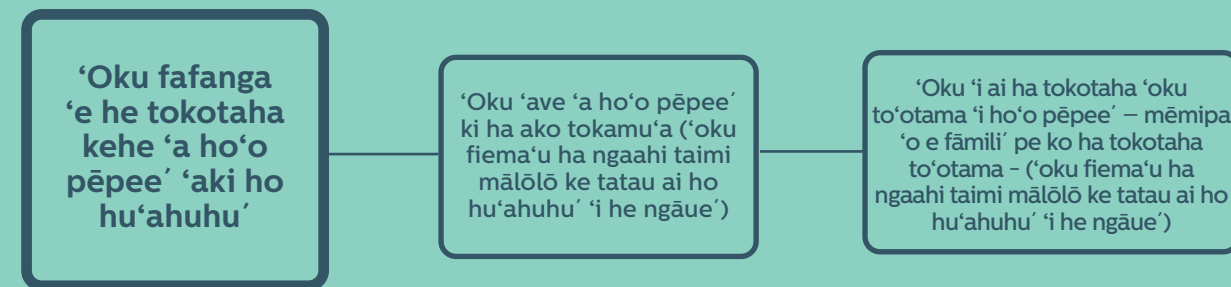 ‘Oku fafanga
‘e he tokotaha
kehe ‘a ho‘o
pēpee´ ‘aki ho
hu‘ahuhu´
‘Oku ‘ave ‘a ho‘o pēpee´
ki ha ako tokamu‘a (‘oku
fiema‘u ha ngaahi taimi
mālōlō ke tatau ai ho
hu‘ahuhu´ ‘i he ngāue´)
‘Oku ‘i ai ha tokotaha ‘oku
to‘otama ‘i ho‘o pēpee´ – mēmipa
‘o e fāmili´ pe ko ha tokotaha
to‘otama - (‘oku fiema‘u ha
ngaahi taimi mālōlō ke tatau ai ho
hu‘ahuhu´ ‘i he ngāue´)